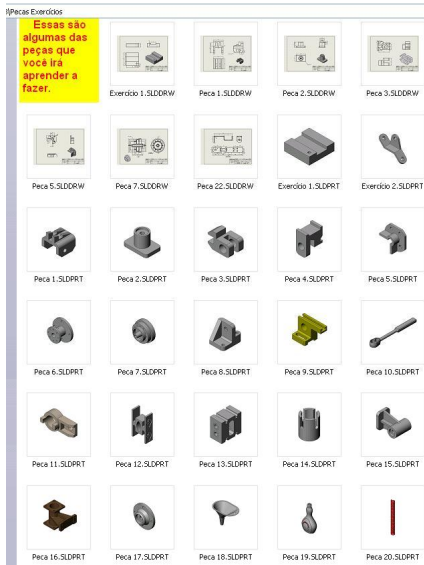 \Pecas Exercícios
Essas são
algumas das
peças que
você irá
aprender a
fazer.
Exercício 1.SLDDRW
Peca 1.SLDDRW
Peca 2.SLDDRW
Peca 3.SLDDRW
Peca 5.SLDDRW
Peca 7.SLDDRW
Peca 22.SLDDRW
Exercício 1.SLDPRT
Exercício 2.SLDPRT
Peca 1.SLDPRT
Peca 2.SLDPRT
Peca 3.SLDPRT
Peca 4.SLDPRT
Peca 5.SLDPRT
Peca 6.SLDPRT
Peca 7.SLDPRT
Peca 8.SLDPRT
Peca 9.SLDPRT
Peca 10.SLDPRT
Peca 11.SLDPRT
Peca 12.SLDPRT
Peca 13.SLDPRT
Peca 14.SLDPRT
Peca 15.SLDPRT
Peca 16.SLDPRT
Peca 17.SLDPRT
Peca 18.SLDPRT
Peca 19.SLDPRT
Peca 20.SLDPRT